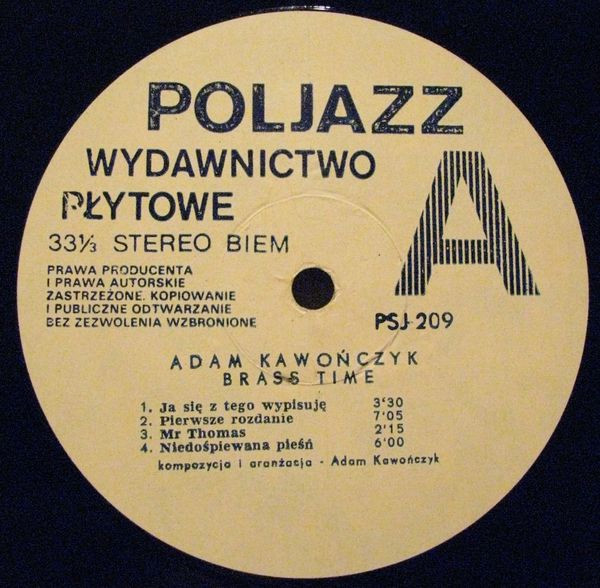 POLJAZZ
WYDAWNICTWO
PŁYTOWE
A
33⅓ STEREO BIEM
PRAWA PRODUCENTA
I PRAWA AUTORSKIE
ZASTRZEŻONE. KOPIOWANIE
I PUBLICZNE ODTWARZANIE
BEZ ZEZWOLENIA WZBRONIONE
PSJ-209
ADAM KAWOŃCZYK
BRASS TIME
1. Ja się z tego wypisuję 3'30
2. Pierwsze rozdanie 7'05
3. Mr Thomas 2'15
4. Niedośpiewana pieśń 6'00
kompozycja i aranżacja - Adam Kawończyk